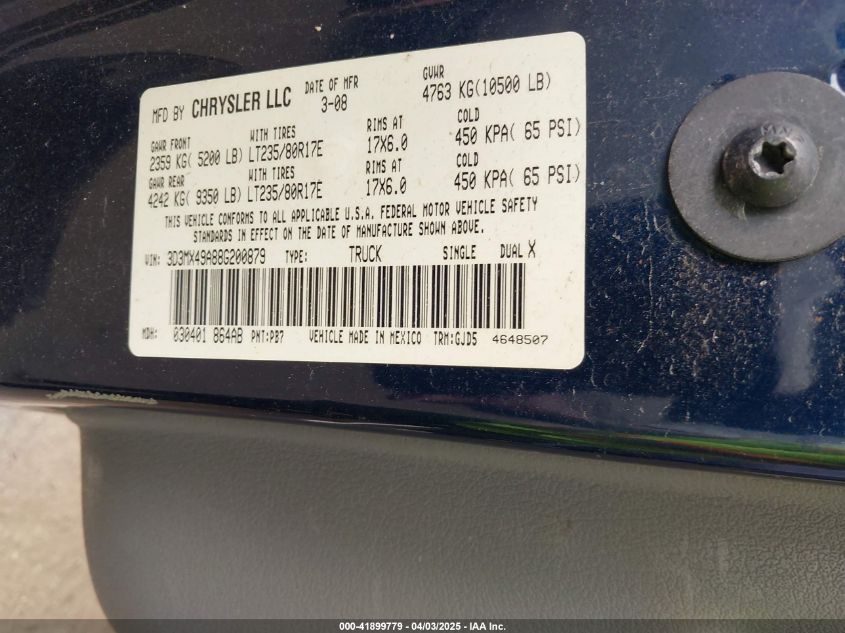 MFD BY CHRYSLER LLC DATE OF MFR 3-08 GVWR 4763 KG(10500 LB)
GAWR FRONT WITH TIRES RIMS AT COLD
2359 KG( 5200 LB) LT235/80R17E 17X6.0 450 KPA( 65 PSI)
GAWR REAR WITH TIRES RIMS AT COLD
4242 KG( 9350 LB) LT235/80R17E 17X6.0 450 KPA( 65 PSI)
THIS VEHICLE CONFORMS TO ALL APPLICABLE U.S.A. FEDERAL MOTOR VEHICLE SAFETY
STANDARDS IN EFFECT ON THE DATE OF MANUFACTURE SHOWN ABOVE.
VIN: 3D3MX49A88G200879 TYPE: TRUCK SINGLE DUAL X
MDH: 030401 864AB PNT:PB7 VEHICLE MADE IN MEXICO TRM:GJD5 4648507
MAX
000-41899779 - 04/03/2025 - IAA Inc.